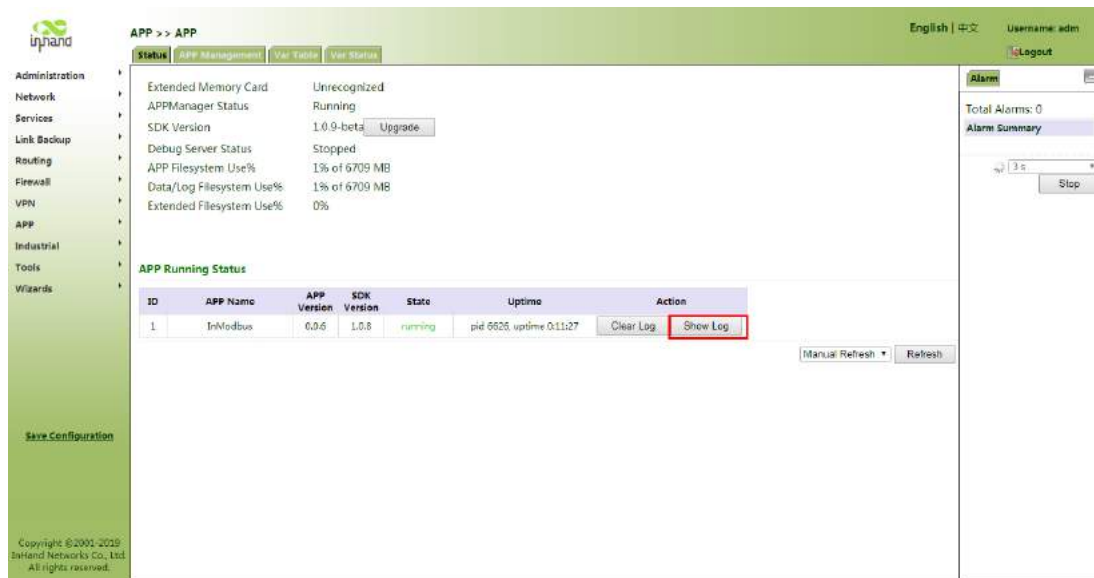 inhand
APP >> APP
English | 中文
Username: adm
Logout
Status
APP Management
Var Table
Var Status
Administration
Network
Services
Link Backup
Routing
Firewall
VPN
APP
Industrial
Tools
Wizards
Save Configuration
Copyright ©2001-2019
InHand Networks Co., Ltd.
All rights reserved.
Extended Memory Card Unrecognized
APPManager Status Running
SDK Version 1.0.9-beta Upgrade
Debug Server Status Stopped
APP Filesystem Use% 1% of 6709 MB
Data/Log Filesystem Use% 1% of 6709 MB
Extended Filesystem Use% 0%
APP Running Status
ID APP Name APP Version SDK Version State Uptime Action
1 InModbus 0.0.6 1.0.8 running pid 6626, uptime 0:11:27 Clear Log Show Log
Manual Refresh Refresh
Alarm
Total Alarms: 0
Alarm Summary
3 s
Stop